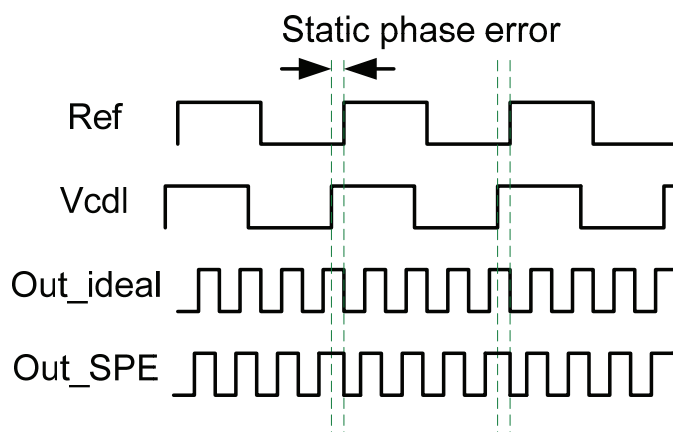 Static phase error
Ref
Vcdl
Out_ideal
Out_SPE